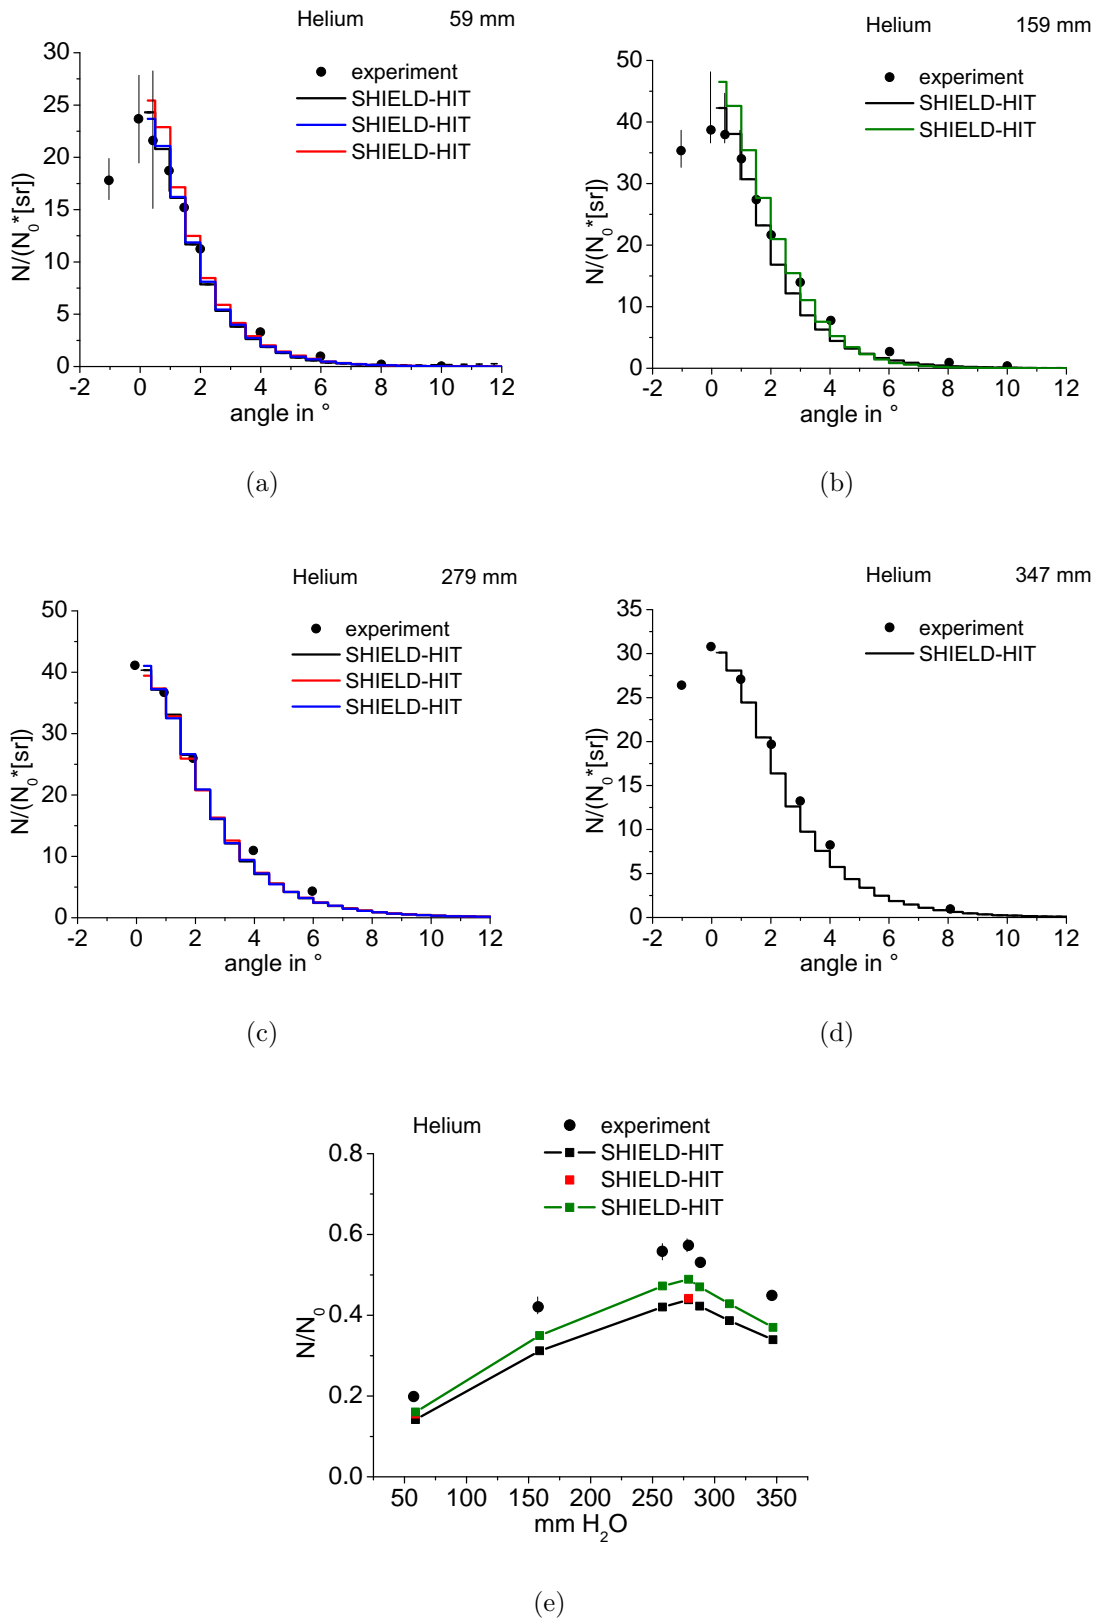 Helium 59 mm
experiment
SHIELD-HIT
SHIELD-HIT
SHIELD-HIT
30
25
20
15
10
5
0
N/(N₀*[sr])
-2 0 2 4 6 8 10 12
angle in °
(a)
Helium 159 mm
experiment
SHIELD-HIT
SHIELD-HIT
50
40
30
20
10
0
N/(N₀*[sr])
-2 0 2 4 6 8 10 12
angle in °
(b)
Helium 279 mm
experiment
SHIELD-HIT
SHIELD-HIT
SHIELD-HIT
50
40
30
20
10
0
N/(N₀*[sr])
-2 0 2 4 6 8 10 12
angle in °
(c)
Helium 347 mm
experiment
SHIELD-HIT
35
30
25
20
15
10
5
0
N/(N₀*[sr])
-2 0 2 4 6 8 10 12
angle in °
(d)
Helium
experiment
SHIELD-HIT
SHIELD-HIT
SHIELD-HIT
0.8
0.6
0.4
0.2
0.0
N/N₀
50 100 150 200 250 300 350
mm H₂O
(e)